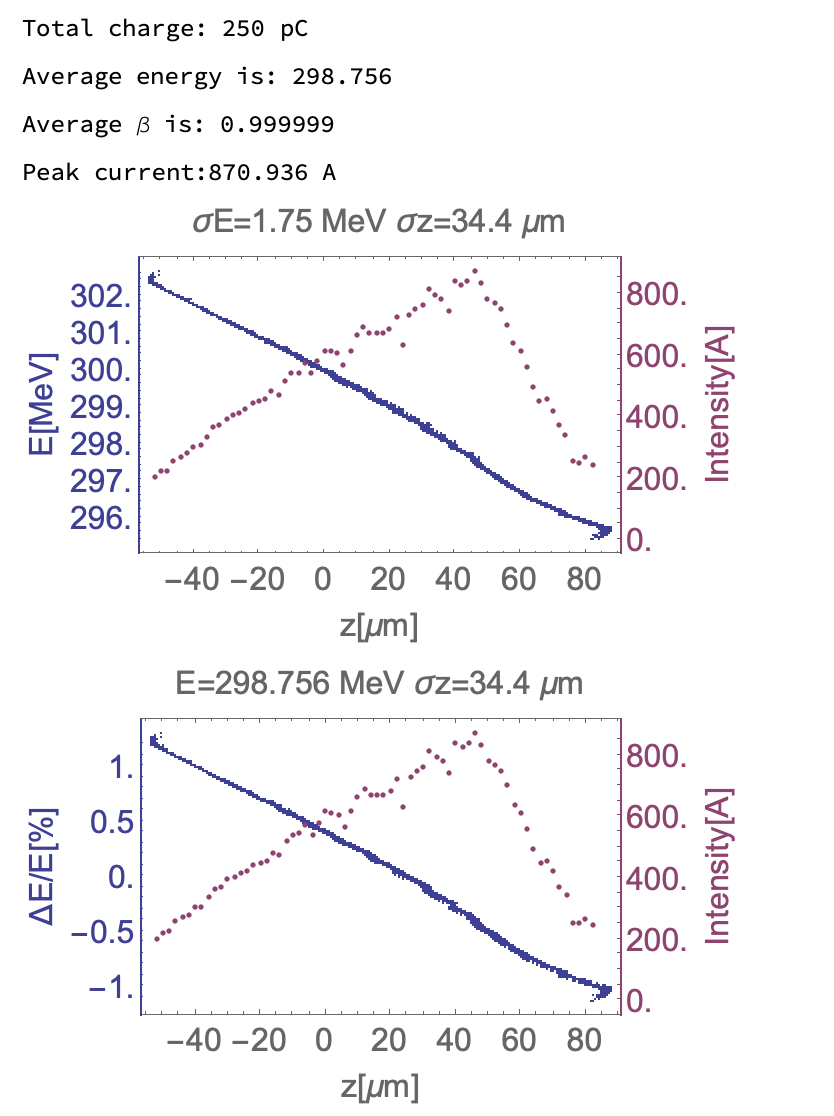 Total charge: 250 pC
Average energy is: 298.756
Average β is: 0.999999
Peak current:870.936 A
σE=1.75 MeV σz=34.4 μm
302.
301.
300.
299.
298.
297.
296.
E[MeV]
800.
600.
400.
200.
0.
Intensity[A]
−40 −20 0 20 40 60 80
z[μm]
E=298.756 MeV σz=34.4 μm
1.
0.5
0.
−0.5
−1.
ΔE/E[%]
800.
600.
400.
200.
0.
Intensity[A]
−40 −20 0 20 40 60 80
z[μm]